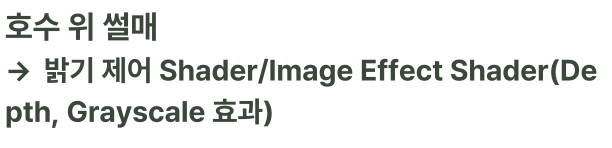 호수 위 썰매
→ 밝기 제어 Shader/Image Effect Shader(De
pth, Grayscale 효과)